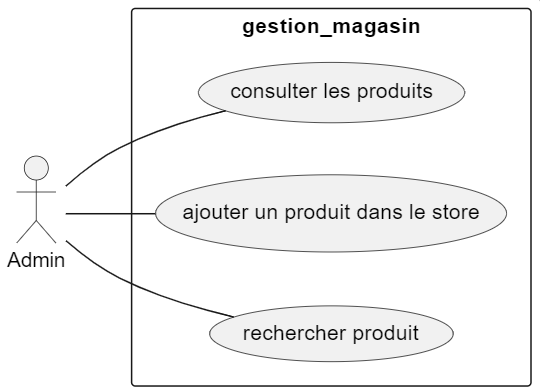 gestion_magasin
consulter les produits
ajouter un produit dans le store
Admin
rechercher produit